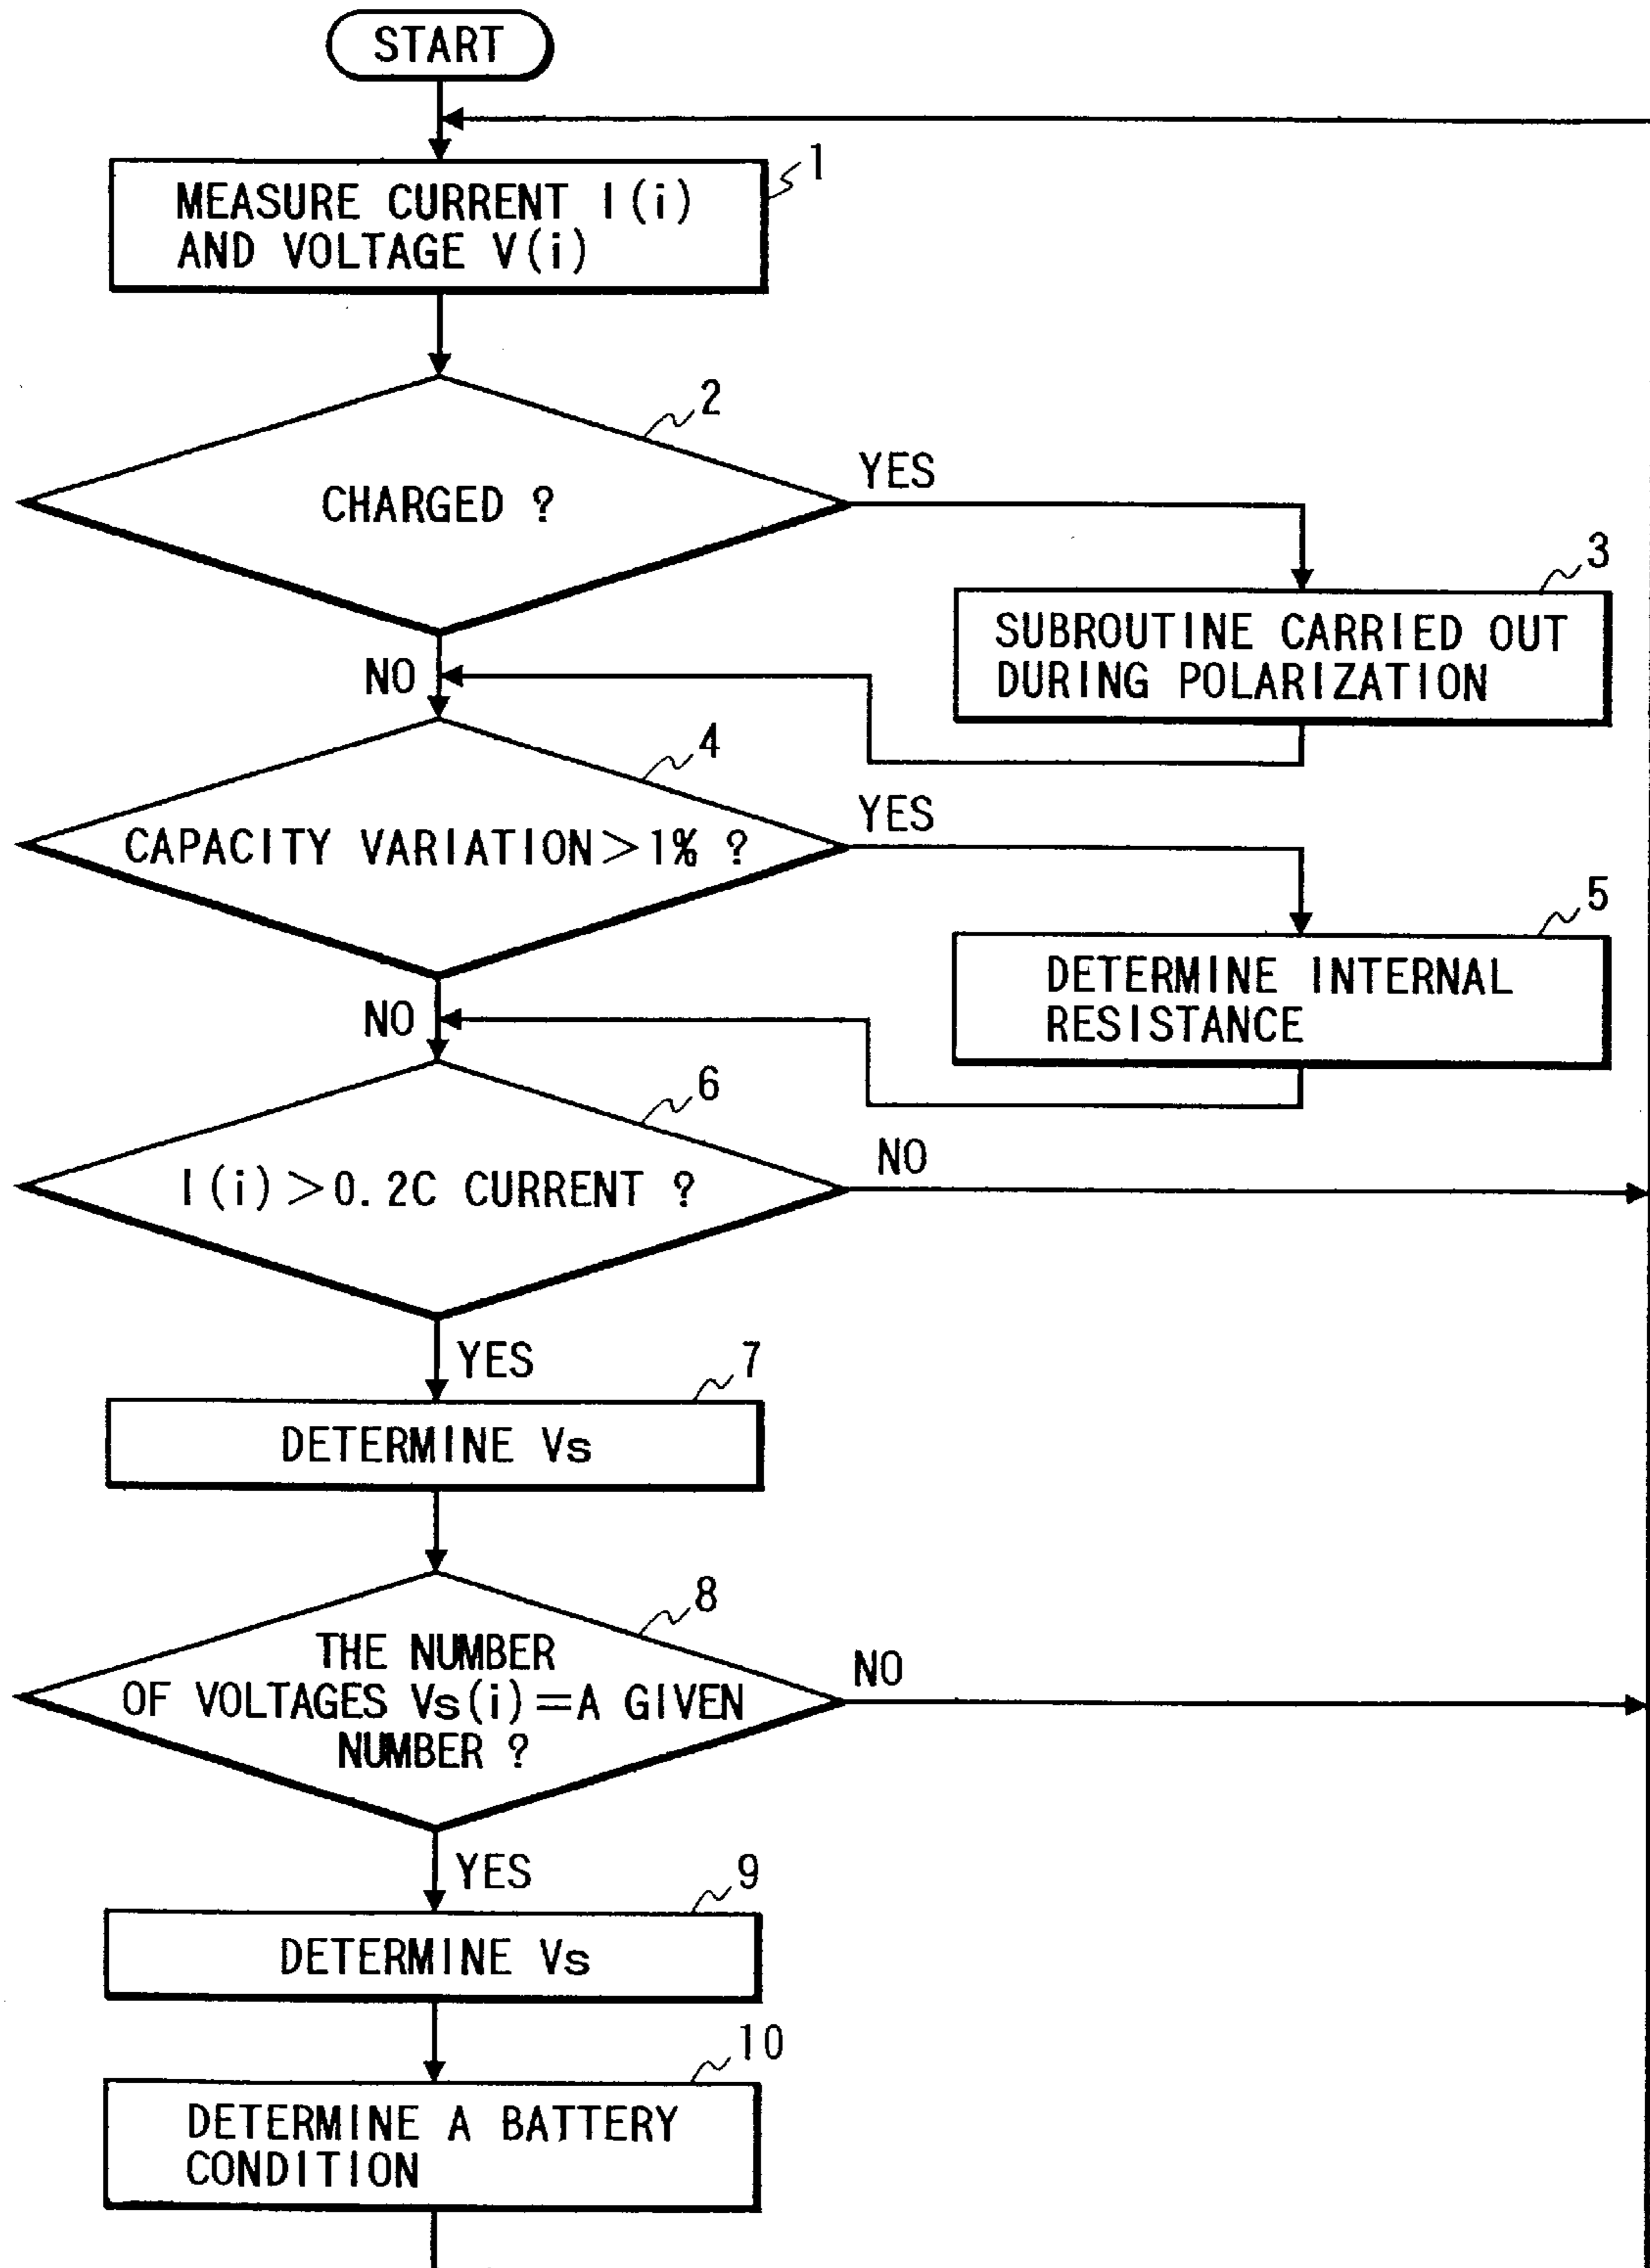 START
1
MEASURE CURRENT I(i)
AND VOLTAGE V(i)
2
CHARGED ?
YES
3
SUBROUTINE CARRIED OUT
DURING POLARIZATION
NO
4
CAPACITY VARIATION>1% ?
YES
5
DETERMINE INTERNAL
RESISTANCE
NO
6
I(i)>0.2C CURRENT ?
NO
YES
7
DETERMINE Vs
8
THE NUMBER
OF VOLTAGES Vs(i)=A GIVEN
NUMBER ?
NO
YES
9
DETERMINE Vs
10
DETERMINE A BATTERY
CONDITION